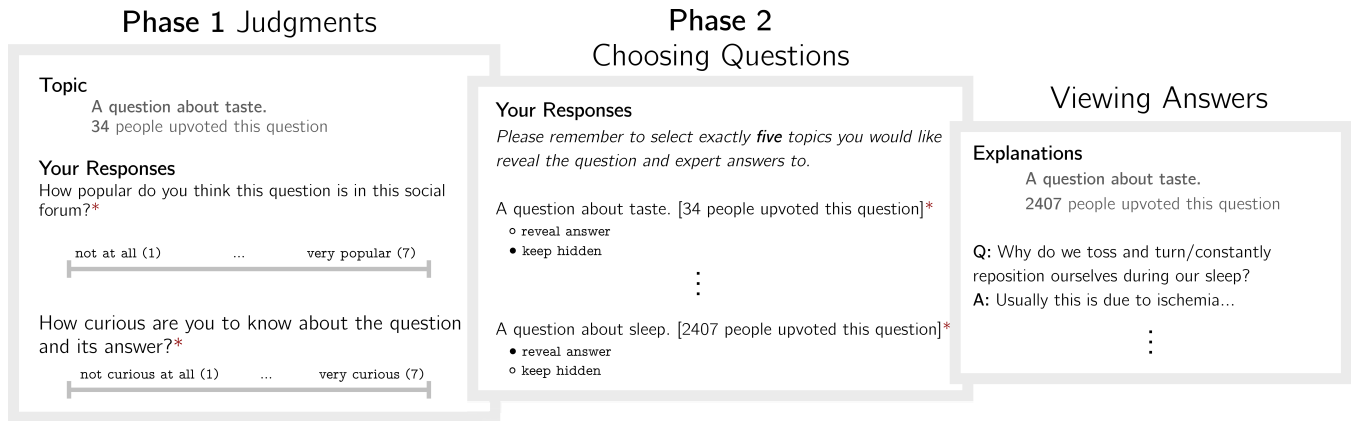 Phase 1 Judgments
Topic
A question about taste.
34 people upvoted this question
Your Responses
How popular do you think this question is in this social
forum?*
not at all (1) ... very popular (7)
How curious are you to know about the question
and its answer?*
not curious at all (1) ... very curious (7)
Phase 2
Choosing Questions
Your Responses
Please remember to select exactly five topics you would like
reveal the question and expert answers to.
A question about taste. [34 people upvoted this question]*
reveal answer
keep hidden
⋮
A question about sleep. [2407 people upvoted this question]*
reveal answer
keep hidden
Viewing Answers
Explanations
A question about taste.
2407 people upvoted this question
Q: Why do we toss and turn/constantly
reposition ourselves during our sleep?
A: Usually this is due to ischemia...
⋮